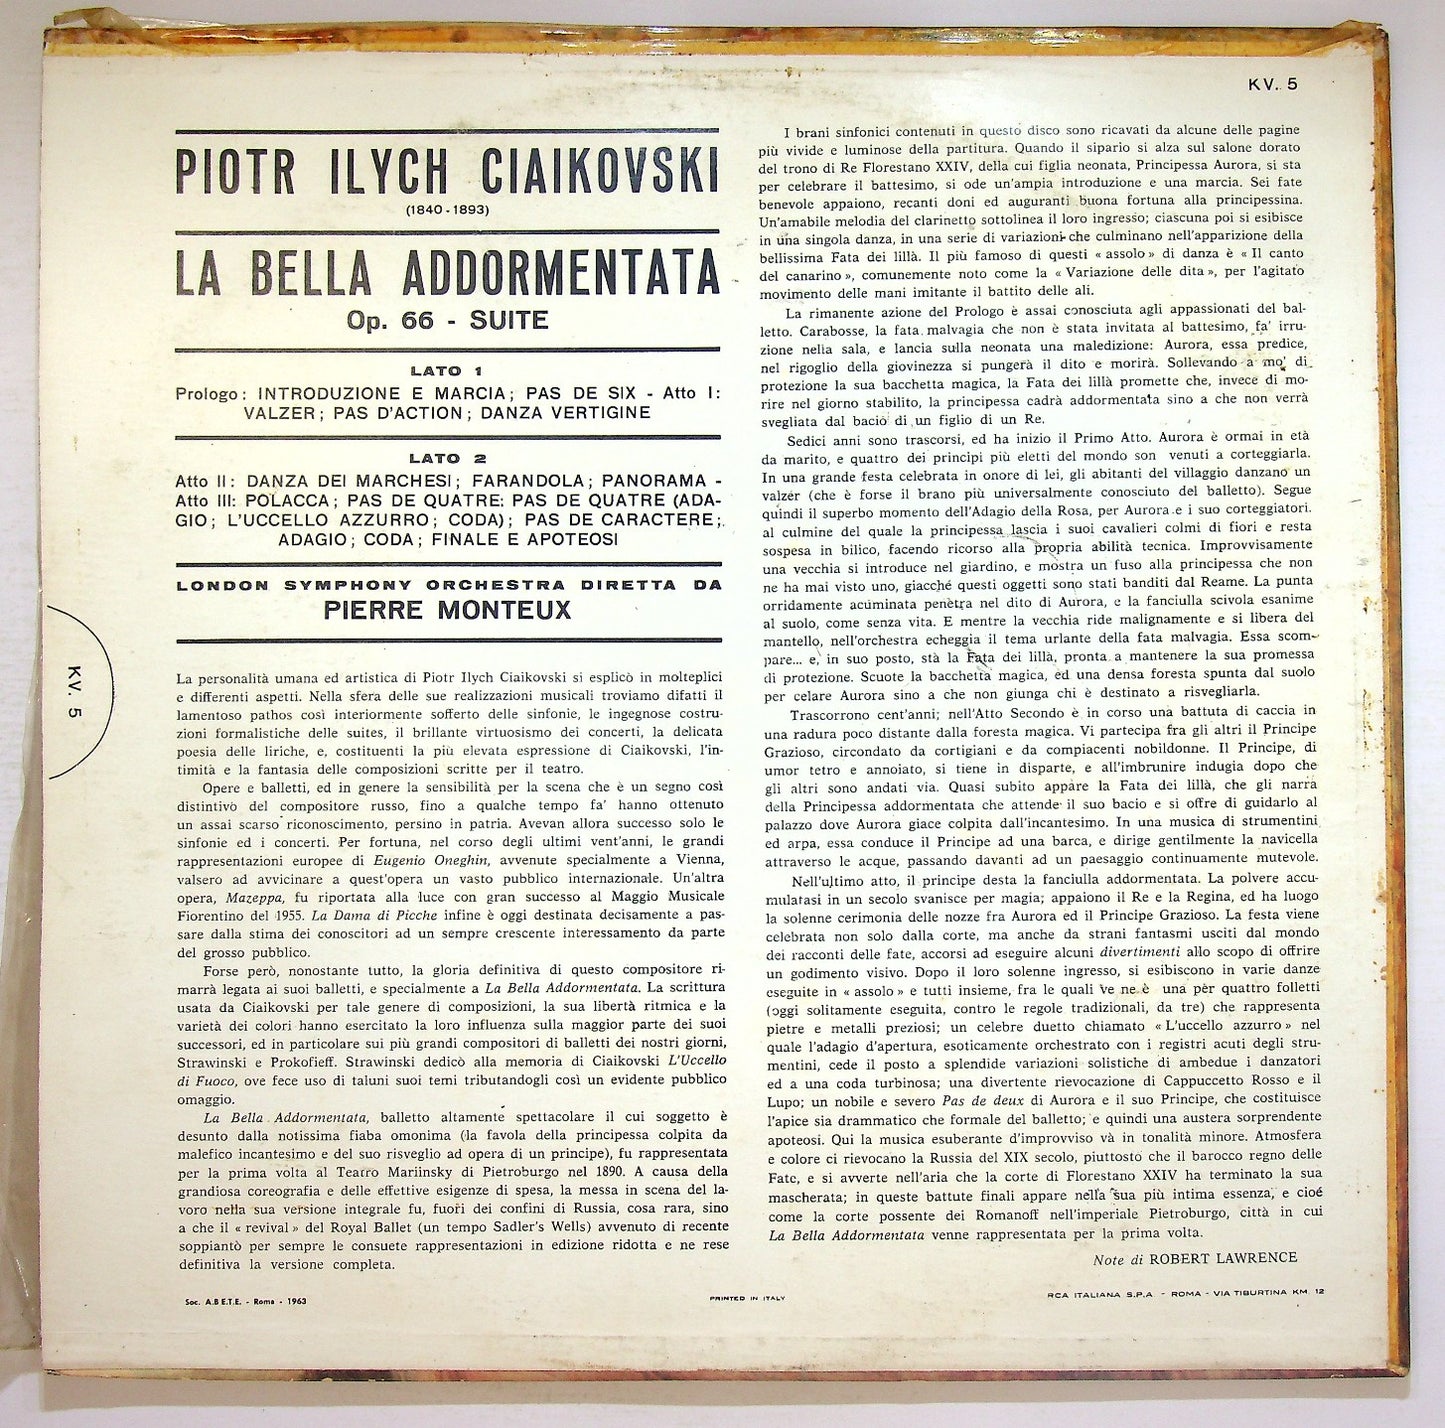 KV. 5
PIOTR ILYCH CIAIKOVSKI
(1840 - 1893)
LA BELLA ADDORMENTATA
Op. 66 - SUITE
LATO 1
Prologo: INTRODUZIONE E MARCIA; PAS DE SIX - Atto I:
VALZER; PAS D'ACTION; DANZA VERTIGINE
LATO 2
Atto II: DANZA DEI MARCHESI; FARANDOLA; PANORAMA -
Atto III: POLACCA; PAS DE QUATRE: PAS DE QUATRE (ADA-
GIO; L'UCCELLO AZZURRO; CODA); PAS DE CARACTERE;
ADAGIO; CODA; FINALE E APOTEOSI
LONDON SYMPHONY ORCHESTRA DIRETTA DA
PIERRE MONTEUX
KV. 5
La personalità umana ed artistica di Piotr Ilych Ciaikovski si esplicò in molteplici
e differenti aspetti. Nella sfera delle sue realizzazioni musicali troviamo difatti il
lamentoso pathos così interiormente sofferto delle sinfonie, le ingegnose costru-
zioni formalistiche delle suites, il brillante virtuosismo dei concerti, la delicata
poesia delle liriche, e, costituenti la più elevata espressione di Ciaikovski, l'in-
timità e la fantasia delle composizioni scritte per il teatro.
Opere e balletti, ed in genere la sensibilità per la scena che è un segno così
distintivo del compositore russo, fino a qualche tempo fa' hanno ottenuto
un assai scarso riconoscimento, persino in patria. Avevan allora successo solo le
sinfonie ed i concerti. Per fortuna, nel corso degli ultimi vent'anni, le grandi
rappresentazioni europee di Eugenio Oneghin, avvenute specialmente a Vienna,
valsero ad avvicinare a quest'opera un vasto pubblico internazionale. Un'altra
opera, Mazeppa, fu riportata alla luce con gran successo al Maggio Musicale
Fiorentino del 1955. La Dama di Picche infine è oggi destinata decisamente a pas-
sare dalla stima dei conoscitori ad un sempre crescente interessamento da parte
del grosso pubblico.
Forse però, nonostante tutto, la gloria definitiva di questo compositore ri-
marrà legata ai suoi balletti, e specialmente a La Bella Addormentata. La scrittura
usata da Ciaikovski per tale genere di composizioni, la sua libertà ritmica e la
varietà dei colori hanno esercitato la loro influenza sulla maggior parte dei suoi
successori, ed in particolare sui più grandi compositori di balletti dei nostri giorni,
Strawinski e Prokofieff. Strawinski dedicò alla memoria di Ciaikovski L'Uccello
di Fuoco, ove fece uso di taluni suoi temi tributandogli così un evidente pubblico
omaggio.
La Bella Addormentata, balletto altamente spettacolare il cui soggetto è
desunto dalla notissima fiaba omonima (la favola della principessa colpita da
malefico incantesimo e del suo risveglio ad opera di un principe), fu rappresentata
per la prima volta al Teatro Mariinsky di Pietroburgo nel 1890. A causa della
grandiosa coreografia e delle effettive esigenze di spesa, la messa in scena del la-
voro nella sua versione integrale fu, fuori dei confini di Russia, cosa rara, sino
a che il « revival » del Royal Ballet (un tempo Sadler's Wells) avvenuto di recente
soppiantò per sempre le consuete rappresentazioni in edizione ridotta e ne rese
definitiva la versione completa.
I brani sinfonici contenuti in questo disco sono ricavati da alcune delle pagine
più vivide e luminose della partitura. Quando il sipario si alza sul salone dorato
del trono di Re Florestano XXIV, della cui figlia neonata, Principessa Aurora, si sta
per celebrare il battesimo, si ode un'ampia introduzione e una marcia. Sei fate
benevole appaiono, recanti doni ed auguranti buona fortuna alla principessina.
Un'amabile melodia del clarinetto sottolinea il loro ingresso; ciascuna poi si esibisce
in una singola danza, in una serie di variazioni che culminano nell'apparizione della
bellissima Fata dei lillà. Il più famoso di questi « assolo » di danza è « Il canto
del canarino », comunemente noto come la « Variazione delle dita », per l'agitato
movimento delle mani imitante il battito delle ali.
La rimanente azione del Prologo è assai conosciuta agli appassionati del bal-
letto. Carabosse, la fata malvagia che non è stata invitata al battesimo, fa' irru-
zione nella sala, e lancia sulla neonata una maledizione: Aurora, essa predice,
nel rigoglio della giovinezza si pungerà il dito e morirà. Sollevando a mo' di
protezione la sua bacchetta magica, la Fata dei lillà promette che, invece di mo-
rire nel giorno stabilito, la principessa cadrà addormentata sino a che non verrà
svegliata dal bacio di un figlio di un Re.
Sedici anni sono trascorsi, ed ha inizio il Primo Atto. Aurora è ormai in età
da marito, e quattro dei principi più eletti del mondo son venuti a corteggiarla.
In una grande festa celebrata in onore di lei, gli abitanti del villaggio danzano un
valzer (che è forse il brano più universalmente conosciuto del balletto). Segue
quindi il superbo momento dell'Adagio della Rosa, per Aurora e i suo corteggiatori.
al culmine del quale la principessa lascia i suoi cavalieri colmi di fiori e resta
sospesa in bilico, facendo ricorso alla propria abilità tecnica. Improvvisamente
una vecchia si introduce nel giardino, e mostra un fuso alla principessa che non
ne ha mai visto uno, giacché questi oggetti sono stati banditi dal Reame. La punta
orridamente acuminata penètra nel dito di Aurora, e la fanciulla scivola esanime
al suolo, come senza vita. E mentre la vecchia ride malignamente e si libera del
mantello, nell'orchestra echeggia il tema urlante della fata malvagia. Essa scom-
pare... e, in suo posto, stà la Fata dei lillà, pronta a mantenere la sua promessa
di protezione. Scuote la bacchetta magica, ed una densa foresta spunta dal suolo
per celare Aurora sino a che non giunga chi è destinato a risvegliarla.
Trascorrono cent'anni; nell'Atto Secondo è in corso una battuta di caccia in
una radura poco distante dalla foresta magica. Vi partecipa fra gli altri il Principe
Grazioso, circondato da cortigiani e da compiacenti nobildonne. Il Principe, di
umor tetro e annoiato, si tiene in disparte, e all'imbrunire indugia dopo che
gli altri sono andati via. Quasi subito appare la Fata dei lillà, che gli narra
della Principessa addormentata che attende il suo bacio e si offre di guidarlo al
palazzo dove Aurora giace colpita dall'incantesimo. In una musica di strumentini
ed arpa, essa conduce il Principe ad una barca, e dirige gentilmente la navicella
attraverso le acque, passando davanti ad un paesaggio continuamente mutevole.
Nell'ultimo atto, il principe desta la fanciulla addormentata. La polvere accu-
mulatasi in un secolo svanisce per magia; appaiono il Re e la Regina, ed ha luogo
la solenne cerimonia delle nozze fra Aurora ed il Principe Grazioso. La festa viene
celebrata non solo dalla corte, ma anche da strani fantasmi usciti dal mondo
dei racconti delle fate, accorsi ad eseguire alcuni divertimenti allo scopo di offrire
un godimento visivo. Dopo il loro solenne ingresso, si esibiscono in varie danze
eseguite in « assolo » e tutti insieme, fra le quali ve ne è una per quattro folletti
(oggi solitamente eseguita, contro le regole tradizionali, da tre) che rappresenta
pietre e metalli preziosi; un celebre duetto chiamato « L'uccello azzurro » nel
quale l'adagio d'apertura, esoticamente orchestrato con i registri acuti degli stru-
mentini, cede il posto a splendide variazioni solistiche di ambedue i danzatori
ed a una coda turbinosa; una divertente rievocazione di Cappuccetto Rosso e il
Lupo; un nobile e severo Pas de deux di Aurora e il suo Principe, che costituisce
l'apice sia drammatico che formale del balletto; e quindi una austera sorprendente
apoteosi. Qui la musica esuberante d'improvviso và in tonalità minore. Atmosfera
e colore ci rievocano la Russia del XIX secolo, piuttosto che il barocco regno delle
Fate, e si avverte nell'aria che la corte di Florestano XXIV ha terminato la sua
mascherata; in queste battute finali appare nella sua più intima essenza, e cioé
come la corte possente dei Romanoff nell'imperiale Pietroburgo, città in cui
La Bella Addormentata venne rappresentata per la prima volta.
Note di ROBERT LAWRENCE
Soc. A.B.E.T.E. - Roma - 1963
PRINTED IN ITALY
RCA ITALIANA S.P.A - ROMA - VIA TIBURTINA KM 12